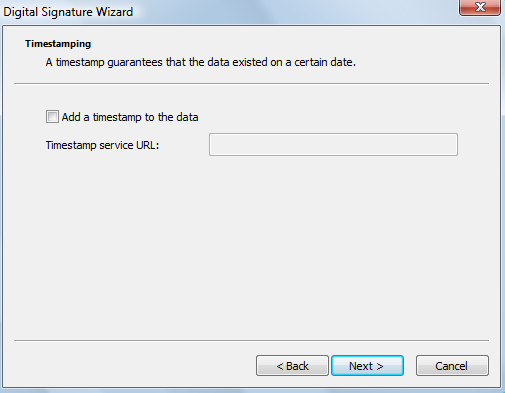 Digital Signature Wizard
Timestamping
A timestamp guarantees that the data existed on a certain date.
Add a timestamp to the data
Timestamp service URL:
< Back Next > Cancel